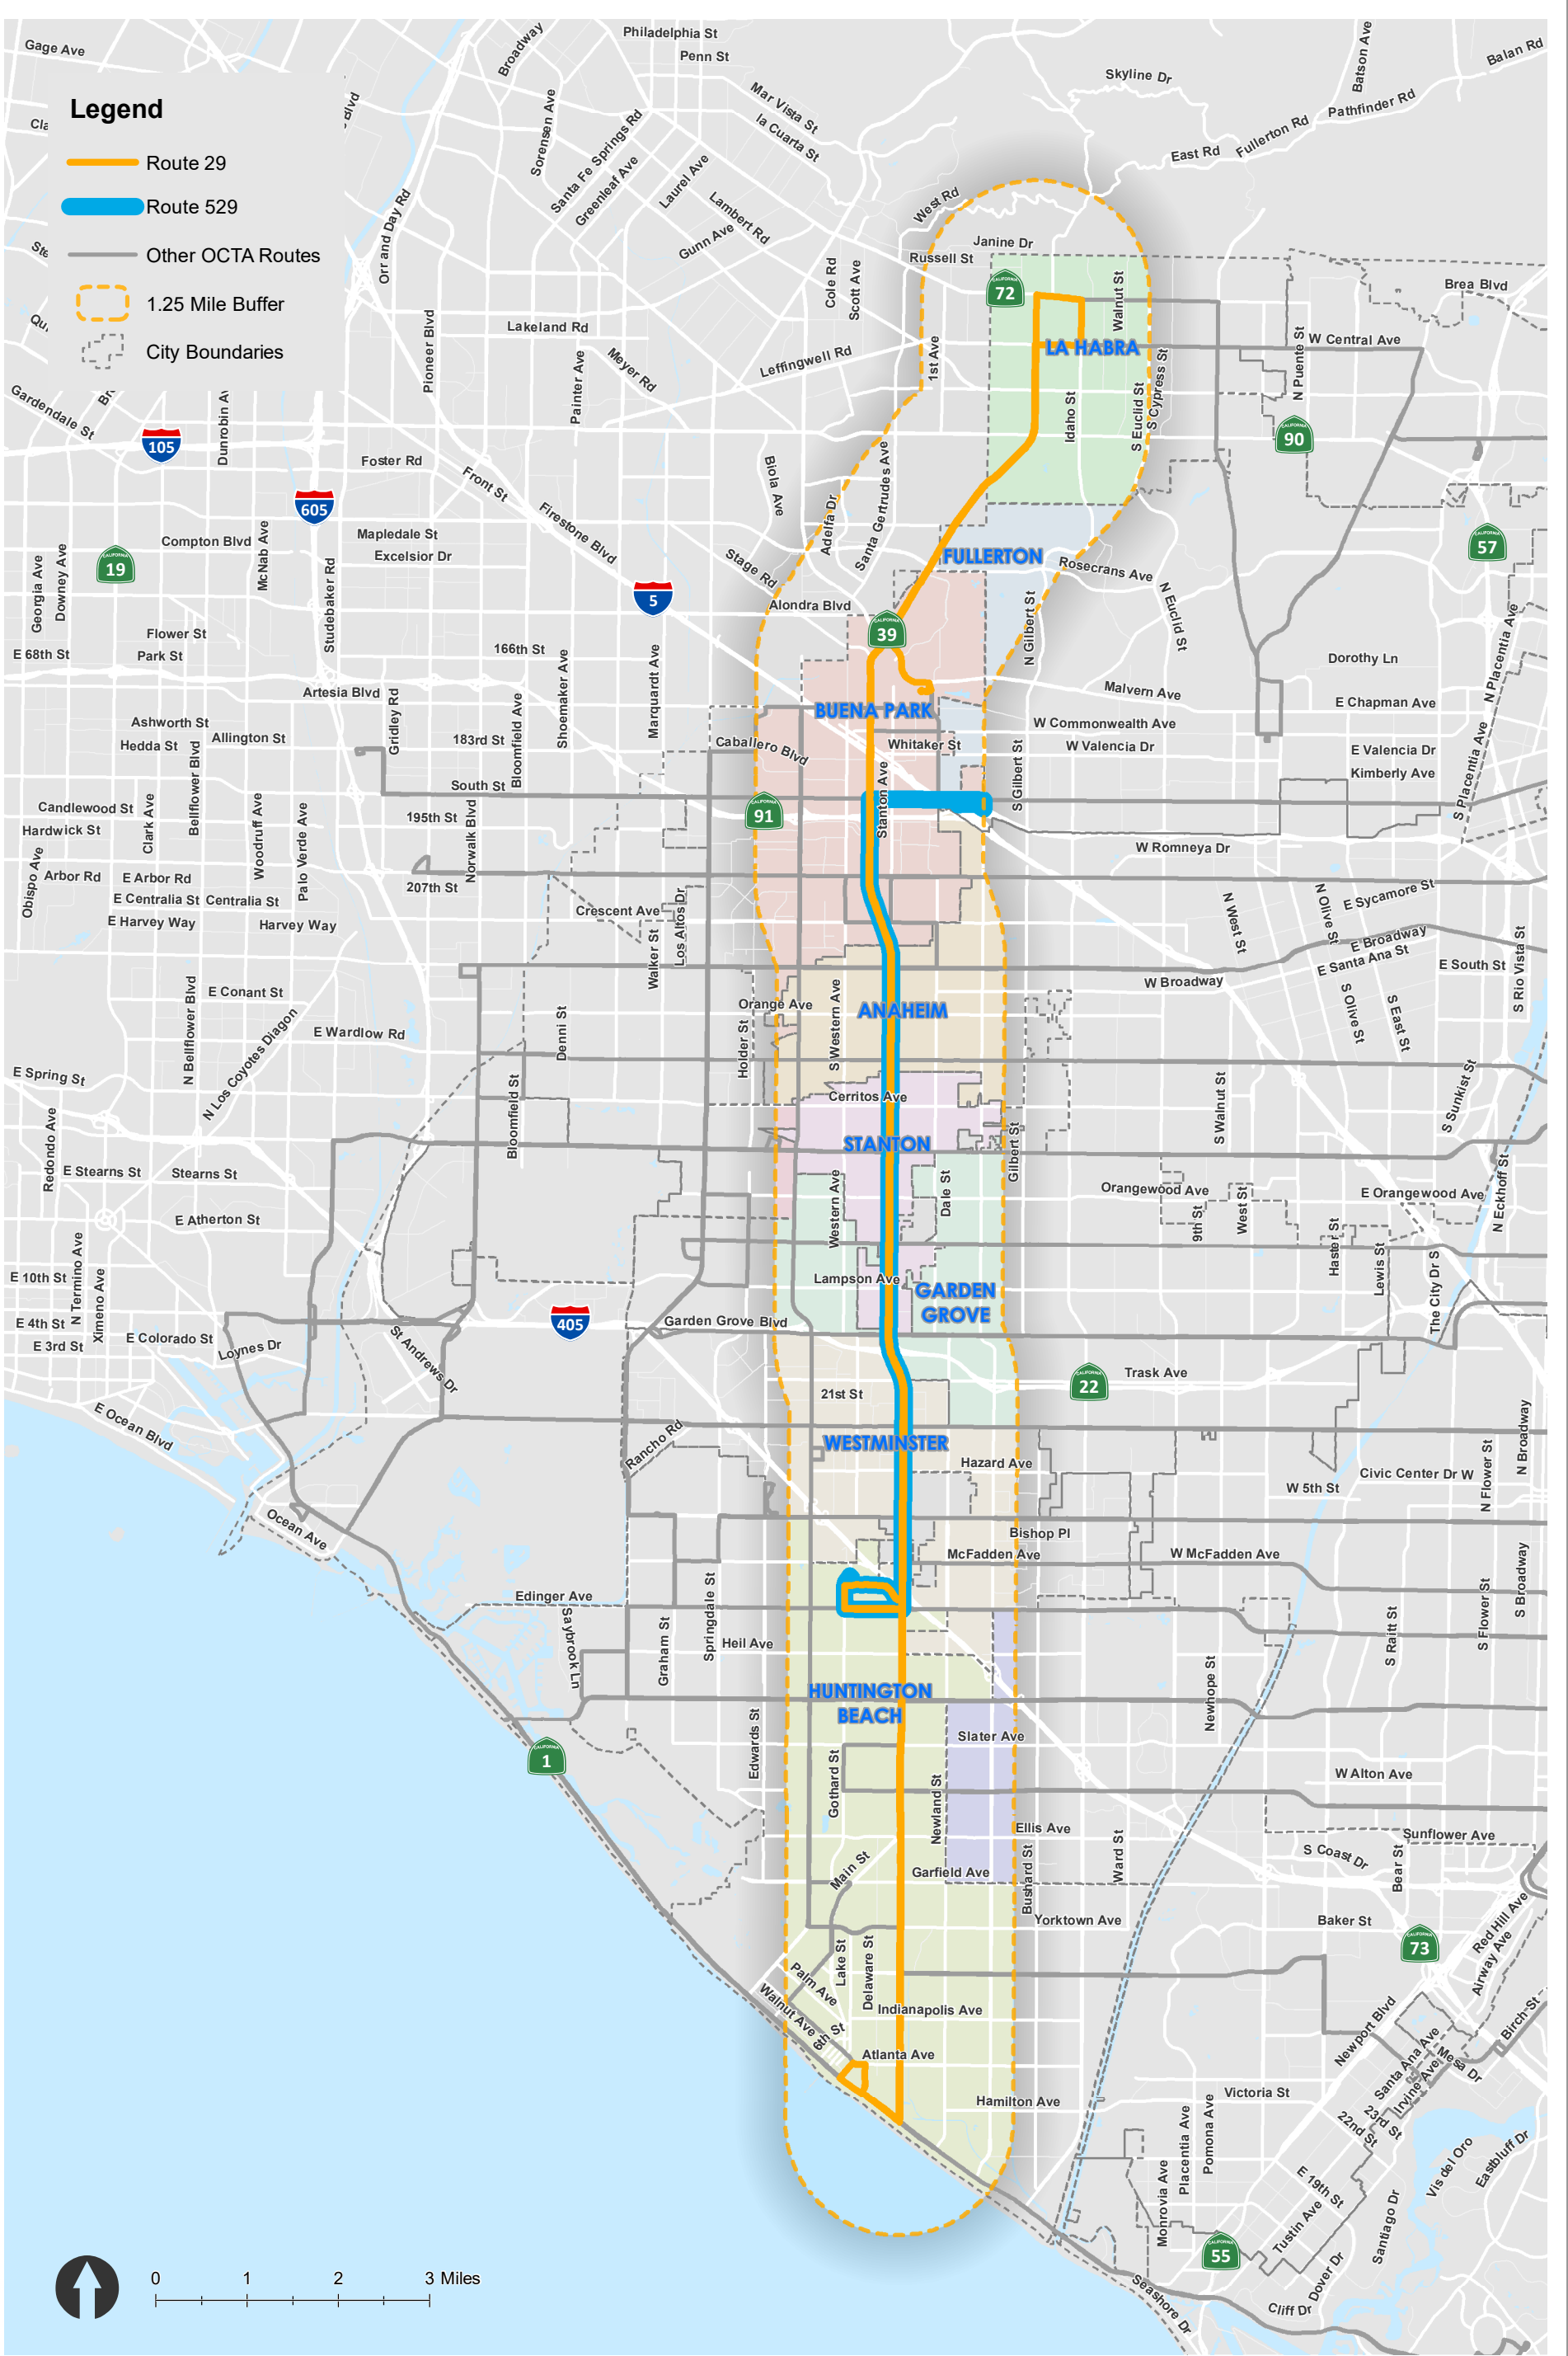 Philadelphia St
Penn St
Broadway
Gage Ave
Balan Rd
Batson Ave
Skyline Dr
Pathfinder Rd
Fullerton Rd
East Rd
Mar Vista St
la Cuarta St
Legend
Route 29
Route 529
Other OCTA Routes
1.25 Mile Buffer
City Boundaries
Sorensen Ave
Santa Fe Springs Rd
Greenleaf Ave
Laurel Ave
Lambert Rd
Gunn Ave
Orr and Day Rd
West Rd
Janine Dr
Russell St
Cole Rd
Scott Ave
CALIFORNIA
72
Walnut St
Brea Blvd
Lakeland Rd
Pioneer Blvd
Painter Ave
Meyer Rd
Leffingwell Rd
1st Ave
LA HABRA
N Puente St
W Central Ave
Idaho St
S Euclid St
S Cypress St
Gardendale St
105
Foster Rd
CALIFORNIA
90
605
Front St
Firestone Blvd
Biola Ave
Adelfa Dr
Santa Gertrudes Ave
Compton Blvd
McNab Ave
Mapledale St
Excelsior Dr
CALIFORNIA
19
CALIFORNIA
57
Georgia Ave
Downey Ave
Studebaker Rd
Stage Rd
FULLERTON
Rosecrans Ave
5
Alondra Blvd
N Gilbert St
N Euclid St
CALIFORNIA
39
Flower St
E 68th St
Park St
166th St
Shoemaker Ave
Marquardt Ave
Dorothy Ln
N Placentia Ave
Artesia Blvd
Gridley Rd
Bloomfield Ave
Malvern Ave
E Chapman Ave
BUENA PARK
Ashworth St
Hedda St
Allington St
183rd St
Caballero Blvd
Whitaker St
W Commonwealth Ave
W Valencia Dr
E Valencia Dr
Kimberly Ave
Bellflower Blvd
South St
Stanton Ave
S Gilbert St
S Placentia Ave
Candlewood St
Hardwick St
Clark Ave
Woodruff Ave
Palo Verde Ave
195th St
Norwalk Blvd
CALIFORNIA
91
W Romneya Dr
Obispo Ave
Arbor Rd
E Arbor Rd
E Centralia St
Centralia St
207th St
E Harvey Way
Harvey Way
Crescent Ave
Los Altos Dr
Walker St
N West St
N Olive St
E Sycamore St
E Broadway
E Santa Ana St
E South St
S Rio Vista St
W Broadway
E Conant St
N Bellflower Blvd
N Los Coyotes Diagon
E Wardlow Rd
Denni St
Holder St
Orange Ave
S Western Ave
ANAHEIM
S Olive St
S East St
E Spring St
Bloomfield St
Cerritos Ave
S Walnut St
S Sunkist St
Redondo Ave
E Stearns St
Stearns St
STANTON
Gilbert St
Western Ave
Dale St
Orangewood Ave
E Orangewood Ave
9th St
West St
Haster St
Lewis St
The City Dr S
N Eckhoff St
E Atherton St
N Termino Ave
Ximeno Ave
E 10th St
E 4th St
E 3rd St
E Colorado St
Loynes Dr
St Andrews Dr
405
Garden Grove Blvd
Lampson Ave
GARDEN
GROVE
Trask Ave
CALIFORNIA
22
21st St
E Ocean Blvd
Rancho Rd
WESTMINSTER
Hazard Ave
Civic Center Dr W
W 5th St
N Flower St
N Broadway
Ocean Ave
Bishop Pl
McFadden Ave
W McFadden Ave
Edinger Ave
Saybrook Ln
Graham St
Springdale St
Heil Ave
S Raitt St
S Flower St
S Broadway
HUNTINGTON
BEACH
Newhope St
Slater Ave
Edwards St
CALIFORNIA
1
Gothard St
Newland St
W Alton Ave
Ellis Ave
Sunflower Ave
Main St
Garfield Ave
Bushard St
Ward St
S Coast Dr
Bear St
Yorktown Ave
Baker St
CALIFORNIA
73
Red Hill Ave
Airway Ave
Lake St
Delaware St
Palm Ave
Walnut Ave
6th St
Indianapolis Ave
Atlanta Ave
Newport Blvd
Santa Ana Ave
Irvine Ave
Mesa Dr
Birch St
Hamilton Ave
Victoria St
Placentia Ave
Pomona Ave
Monrovia Ave
22nd St
23rd St
E 19th St
Tustin Ave
Santiago Dr
Vis del Oro
Eastbluff Dr
CALIFORNIA
55
Dover Dr
Cliff Dr
Seashore Dr
0 1 2 3 Miles